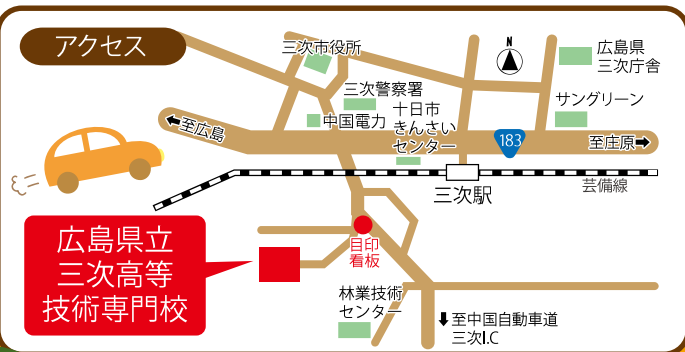 アクセス
三次市役所
N
広島県
三次庁舎
三次警察署
サングリーン
中国電力
十日市
きんさい
センター
⬅至広島
183
至庄原➡
三次駅
芸備線
広島県立
三次高等
技術専門校
目印
看板
林業技術
センター
⬇至中国自動車道
三次I.C